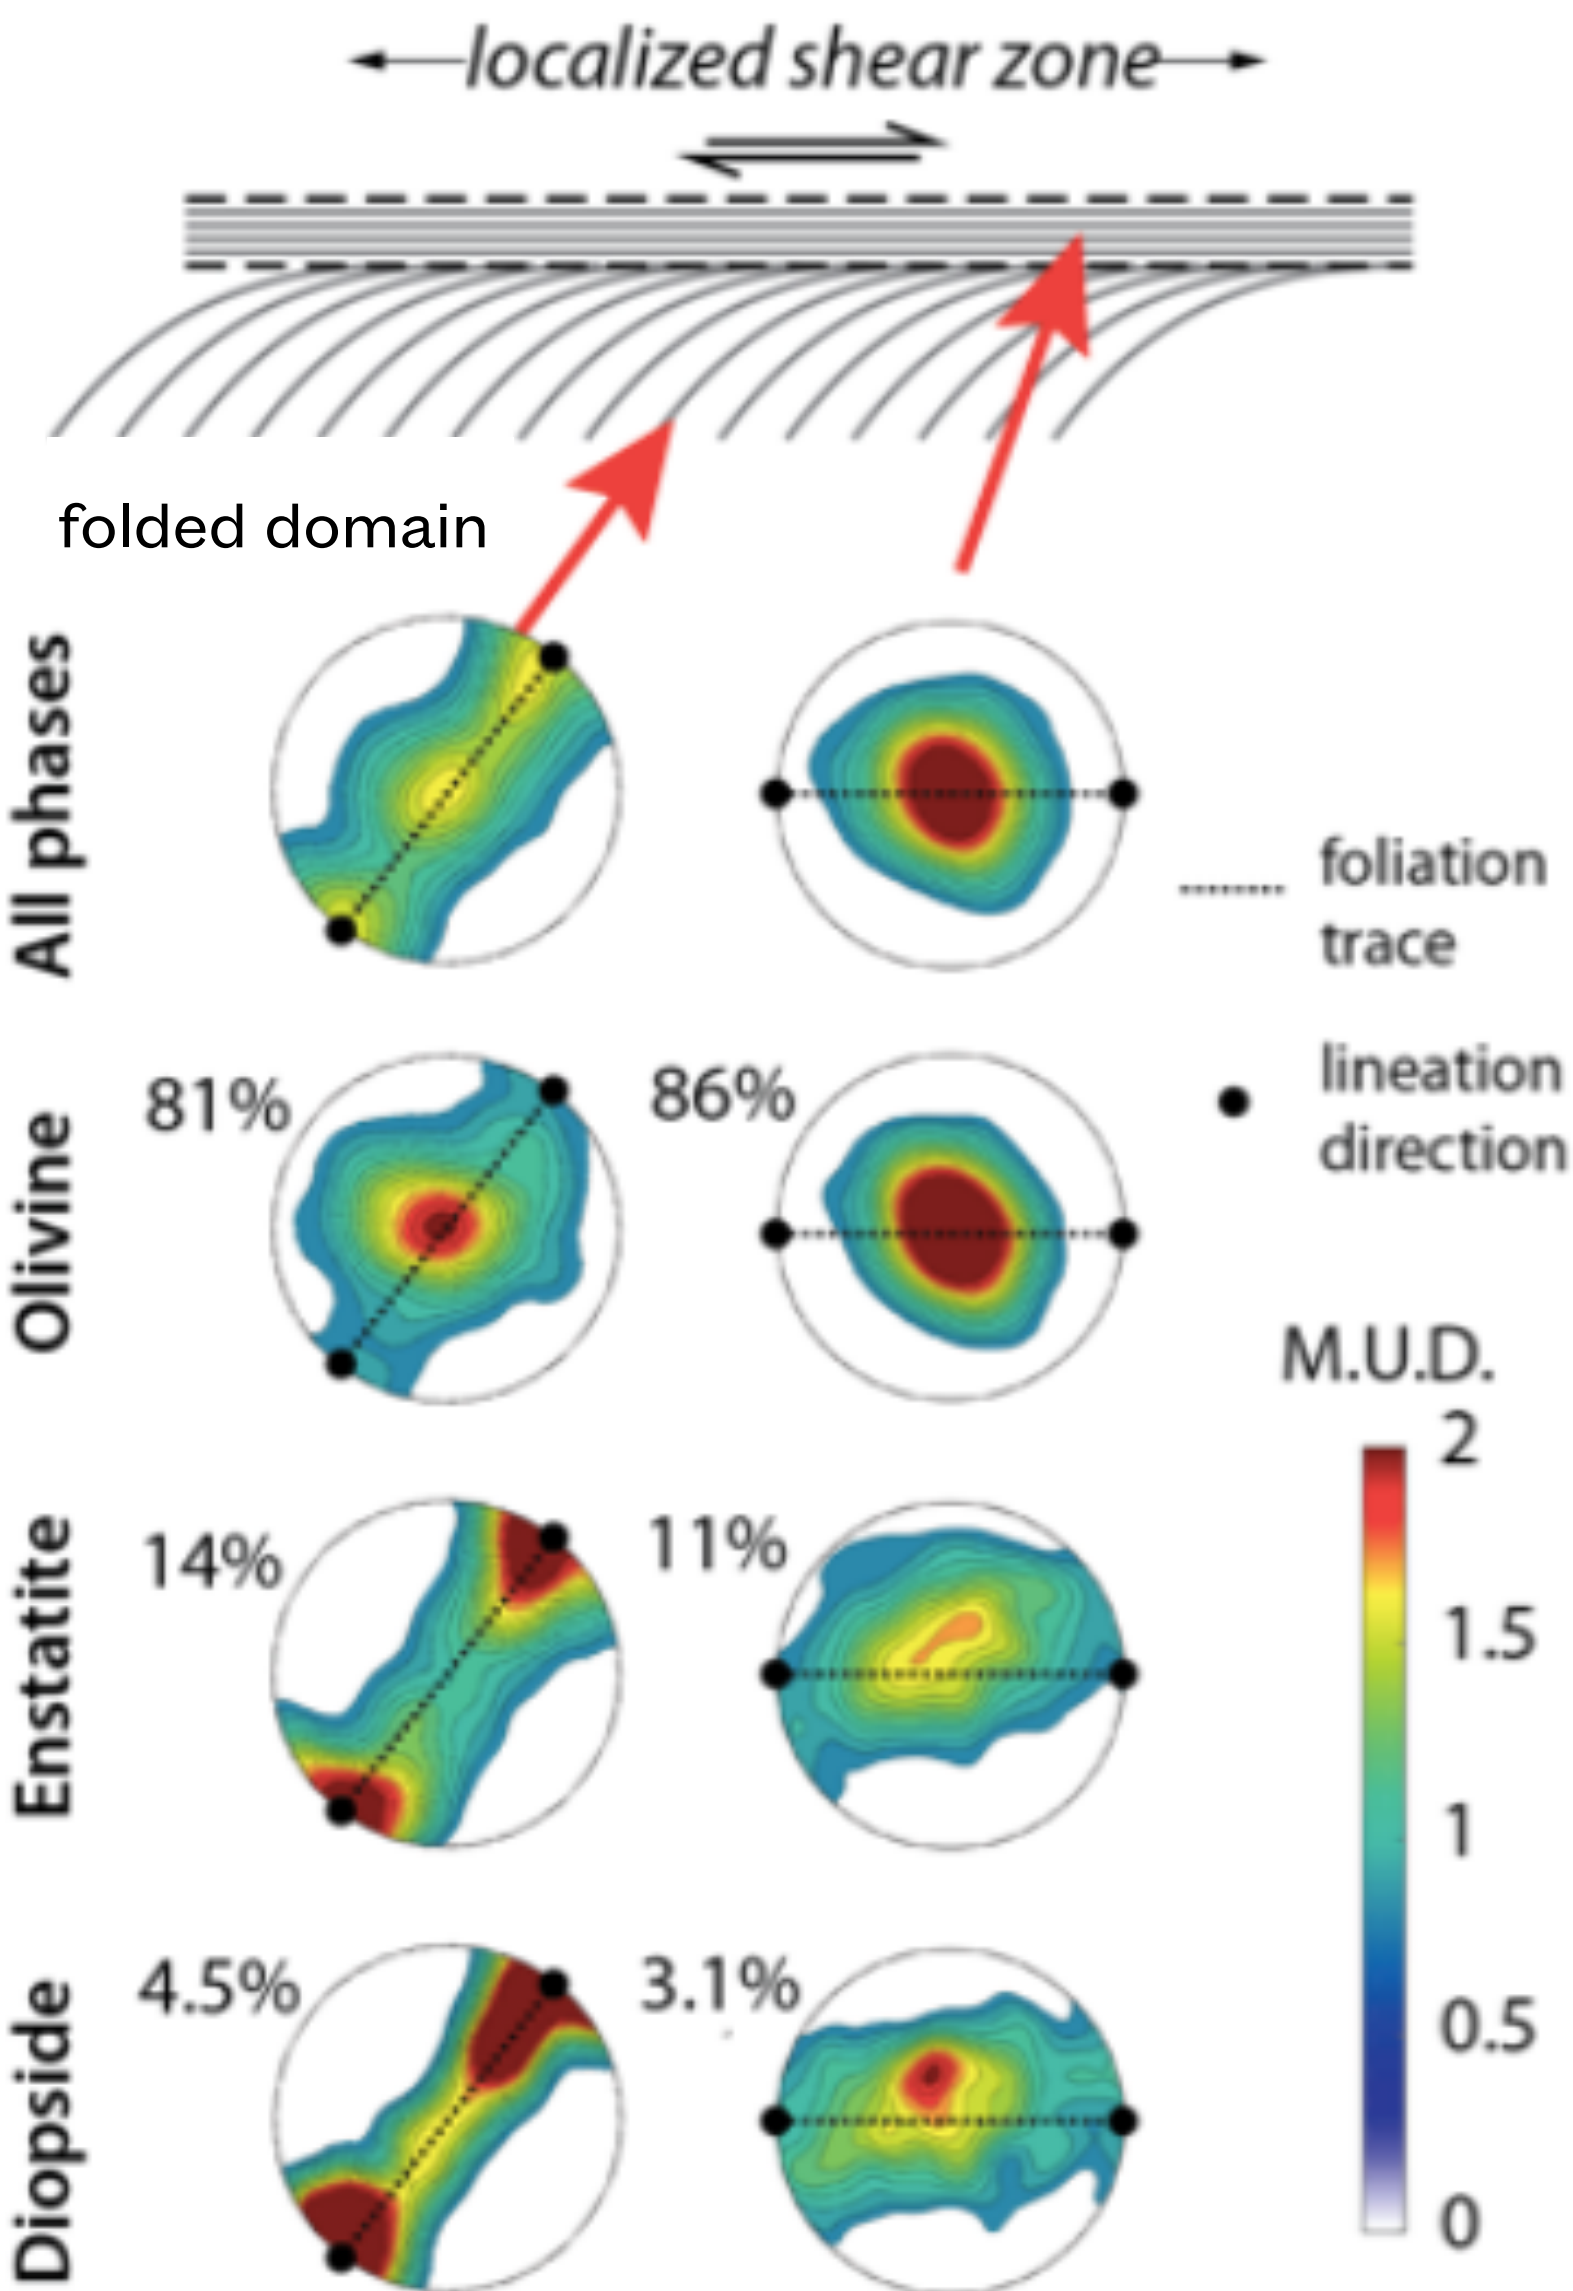 localized shear zone
folded domain
All phases
foliation
trace
Olivine
81%
86%
lineation
direction
M.U.D.
2
1.5
1
0.5
0
Enstatite
14%
11%
Diopside
4.5%
3.1%